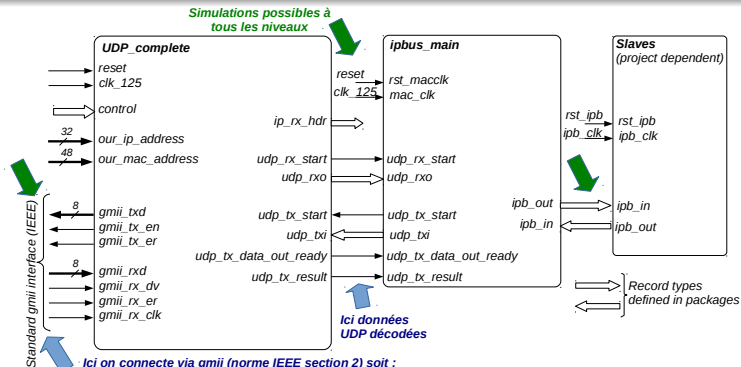 Simulations possibles à
tous les niveaux
UDP_complete
reset
clk_125
control
32
our_ip_address
48
our_mac_address
8
gmii_txd
gmii_tx_en
gmii_tx_er
8
gmii_rxd
gmii_rx_dv
gmii_rx_er
gmii_rx_clk
Standard gmii interface (IEEE)
ip_rx_hdr
udp_rx_start
udp_rxo
udp_tx_start
udp_txi
udp_tx_data_out_ready
udp_tx_result
ipbus_main
reset
rst_macclk
clk_125
mac_clk
udp_rx_start
udp_rxo
udp_tx_start
udp_txi
udp_tx_data_out_ready
udp_tx_result
ipb_out
ipb_in
Slaves
(project dependent)
rst_ipb
rst_ipb
ipb_clk
ipb_clk
ipb_in
ipb_out
Record types
defined in packages
Ici données
UDP décodées
Ici on connecte via gmii (norme IEEE section 2) soit :